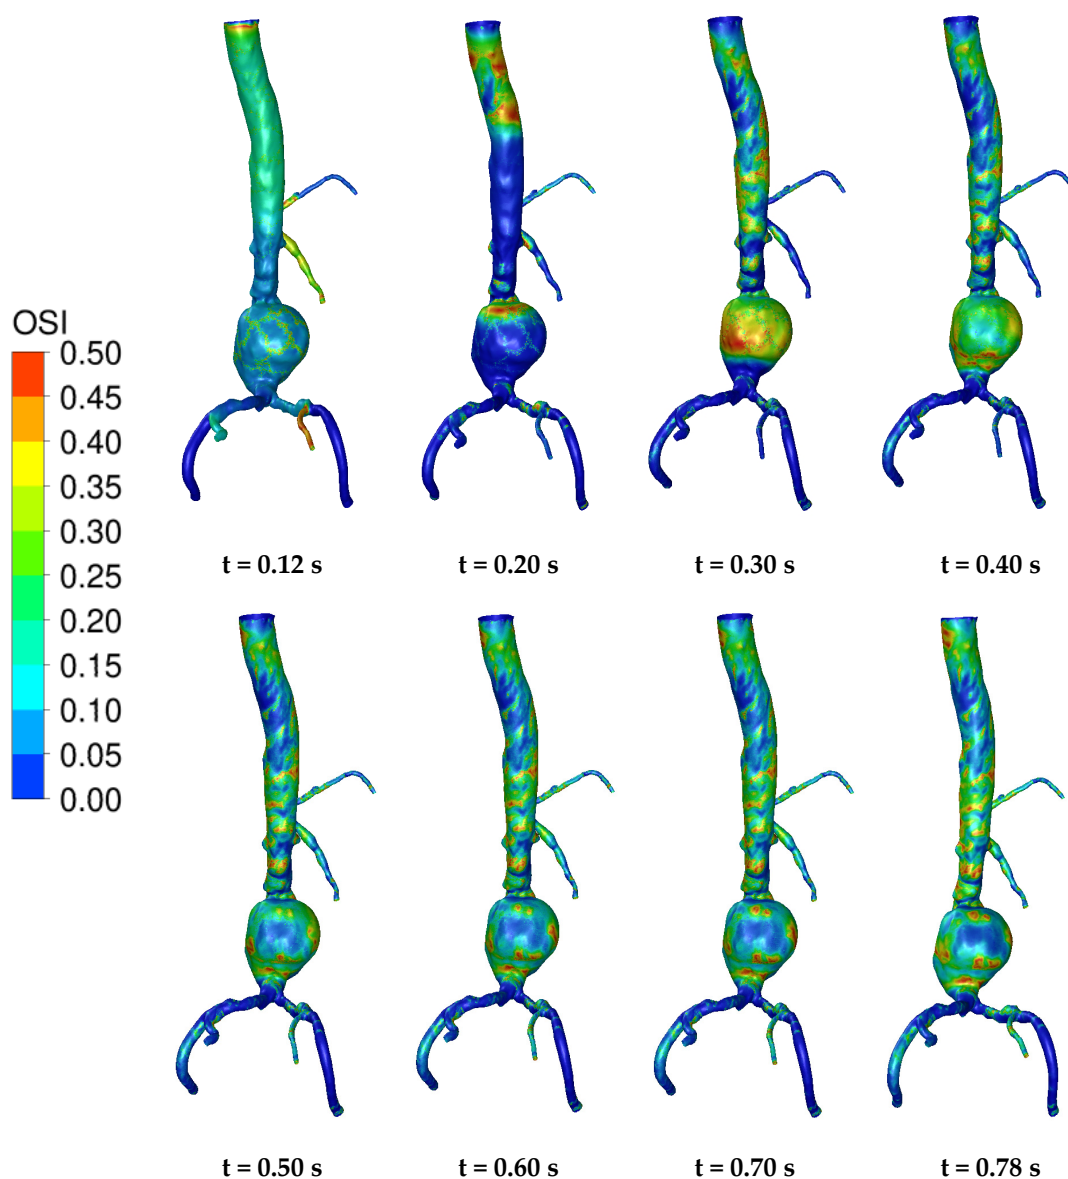 OSI
0.50
0.45
0.40
0.35
0.30
0.25
0.20
0.15
0.10
0.05
0.00
t = 0.12 s
t = 0.20 s
t = 0.30 s
t = 0.40 s
t = 0.50 s
t = 0.60 s
t = 0.70 s
t = 0.78 s